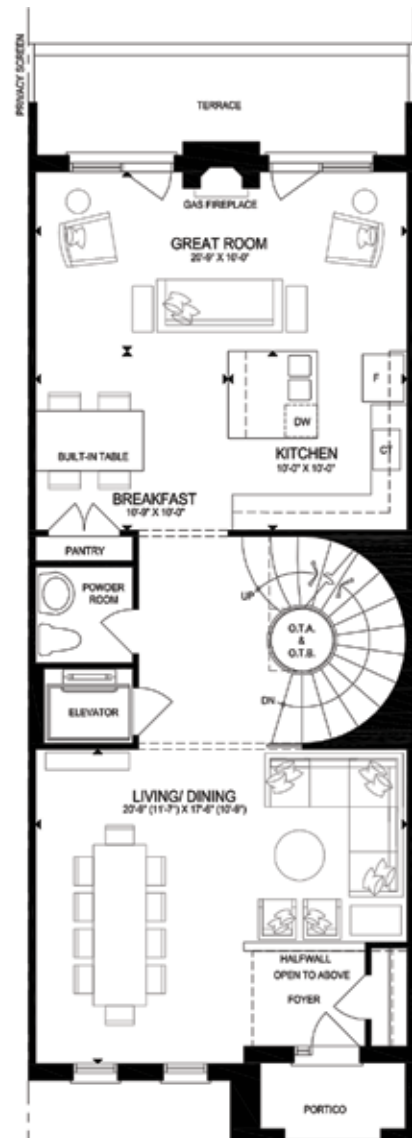 PRIVACY SCREEN
TERRACE
GAS FIREPLACE
GREAT ROOM
20'-9" X 10'-0"
F
DW
CT
KITCHEN
10'-0" X 10'-0"
BUILT-IN TABLE
BREAKFAST
10'-9" X 10'-0"
PANTRY
POWDER
ROOM
UP
O.T.A.
&
O.T.B.
DN
ELEVATOR
LIVING/ DINING
20'-9" (11'-7") X 17'-6" (10'-9")
HALFWALL
OPEN TO ABOVE
FOYER
PORTICO